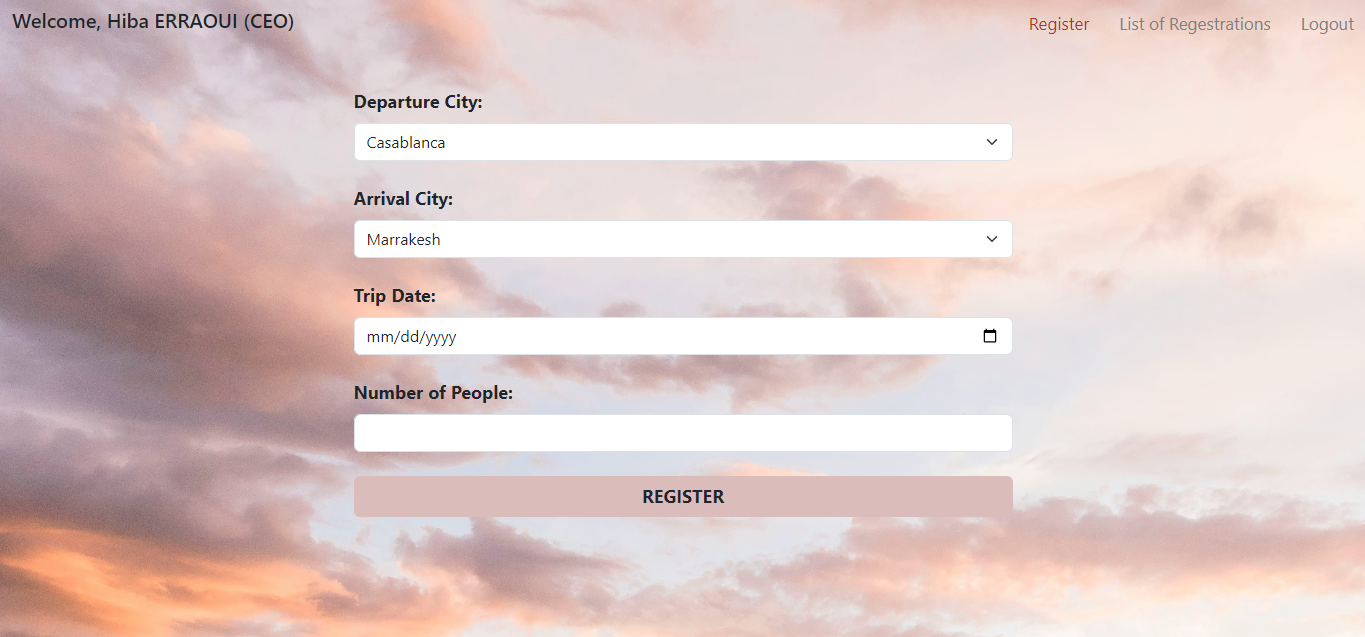 Welcome, Hiba ERRAOUI (CEO)
Register
List of Regestrations
Logout
Departure City:
Casablanca
Arrival City:
Marrakesh
Trip Date:
mm/dd/yyyy
Number of People:
REGISTER